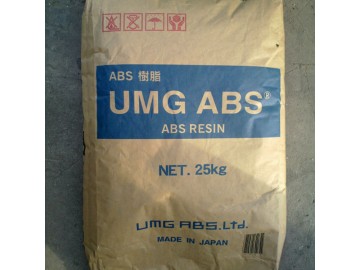 ABS 樹脂
UMG ABS®
ABS RESIN
NET. 25kg
UMG ABS, Ltd.
MADE IN JAPAN